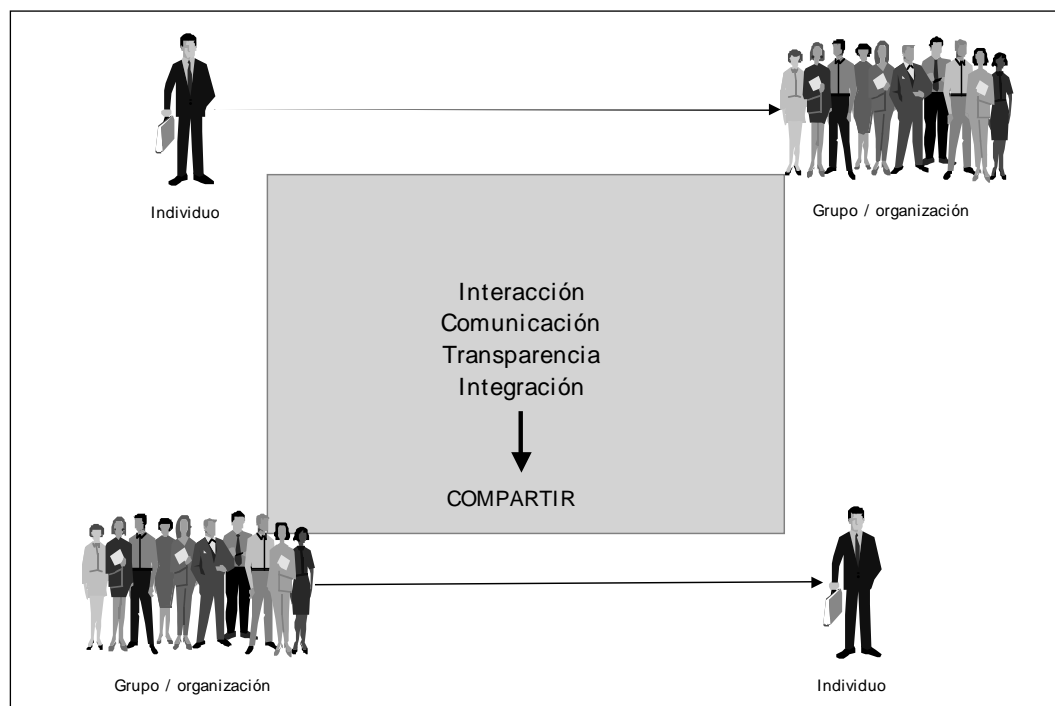 Individuo
Grupo / organización
Interacción
Comunicación
Transparencia
Integración
COMPARTIR
Grupo / organización
Individuo